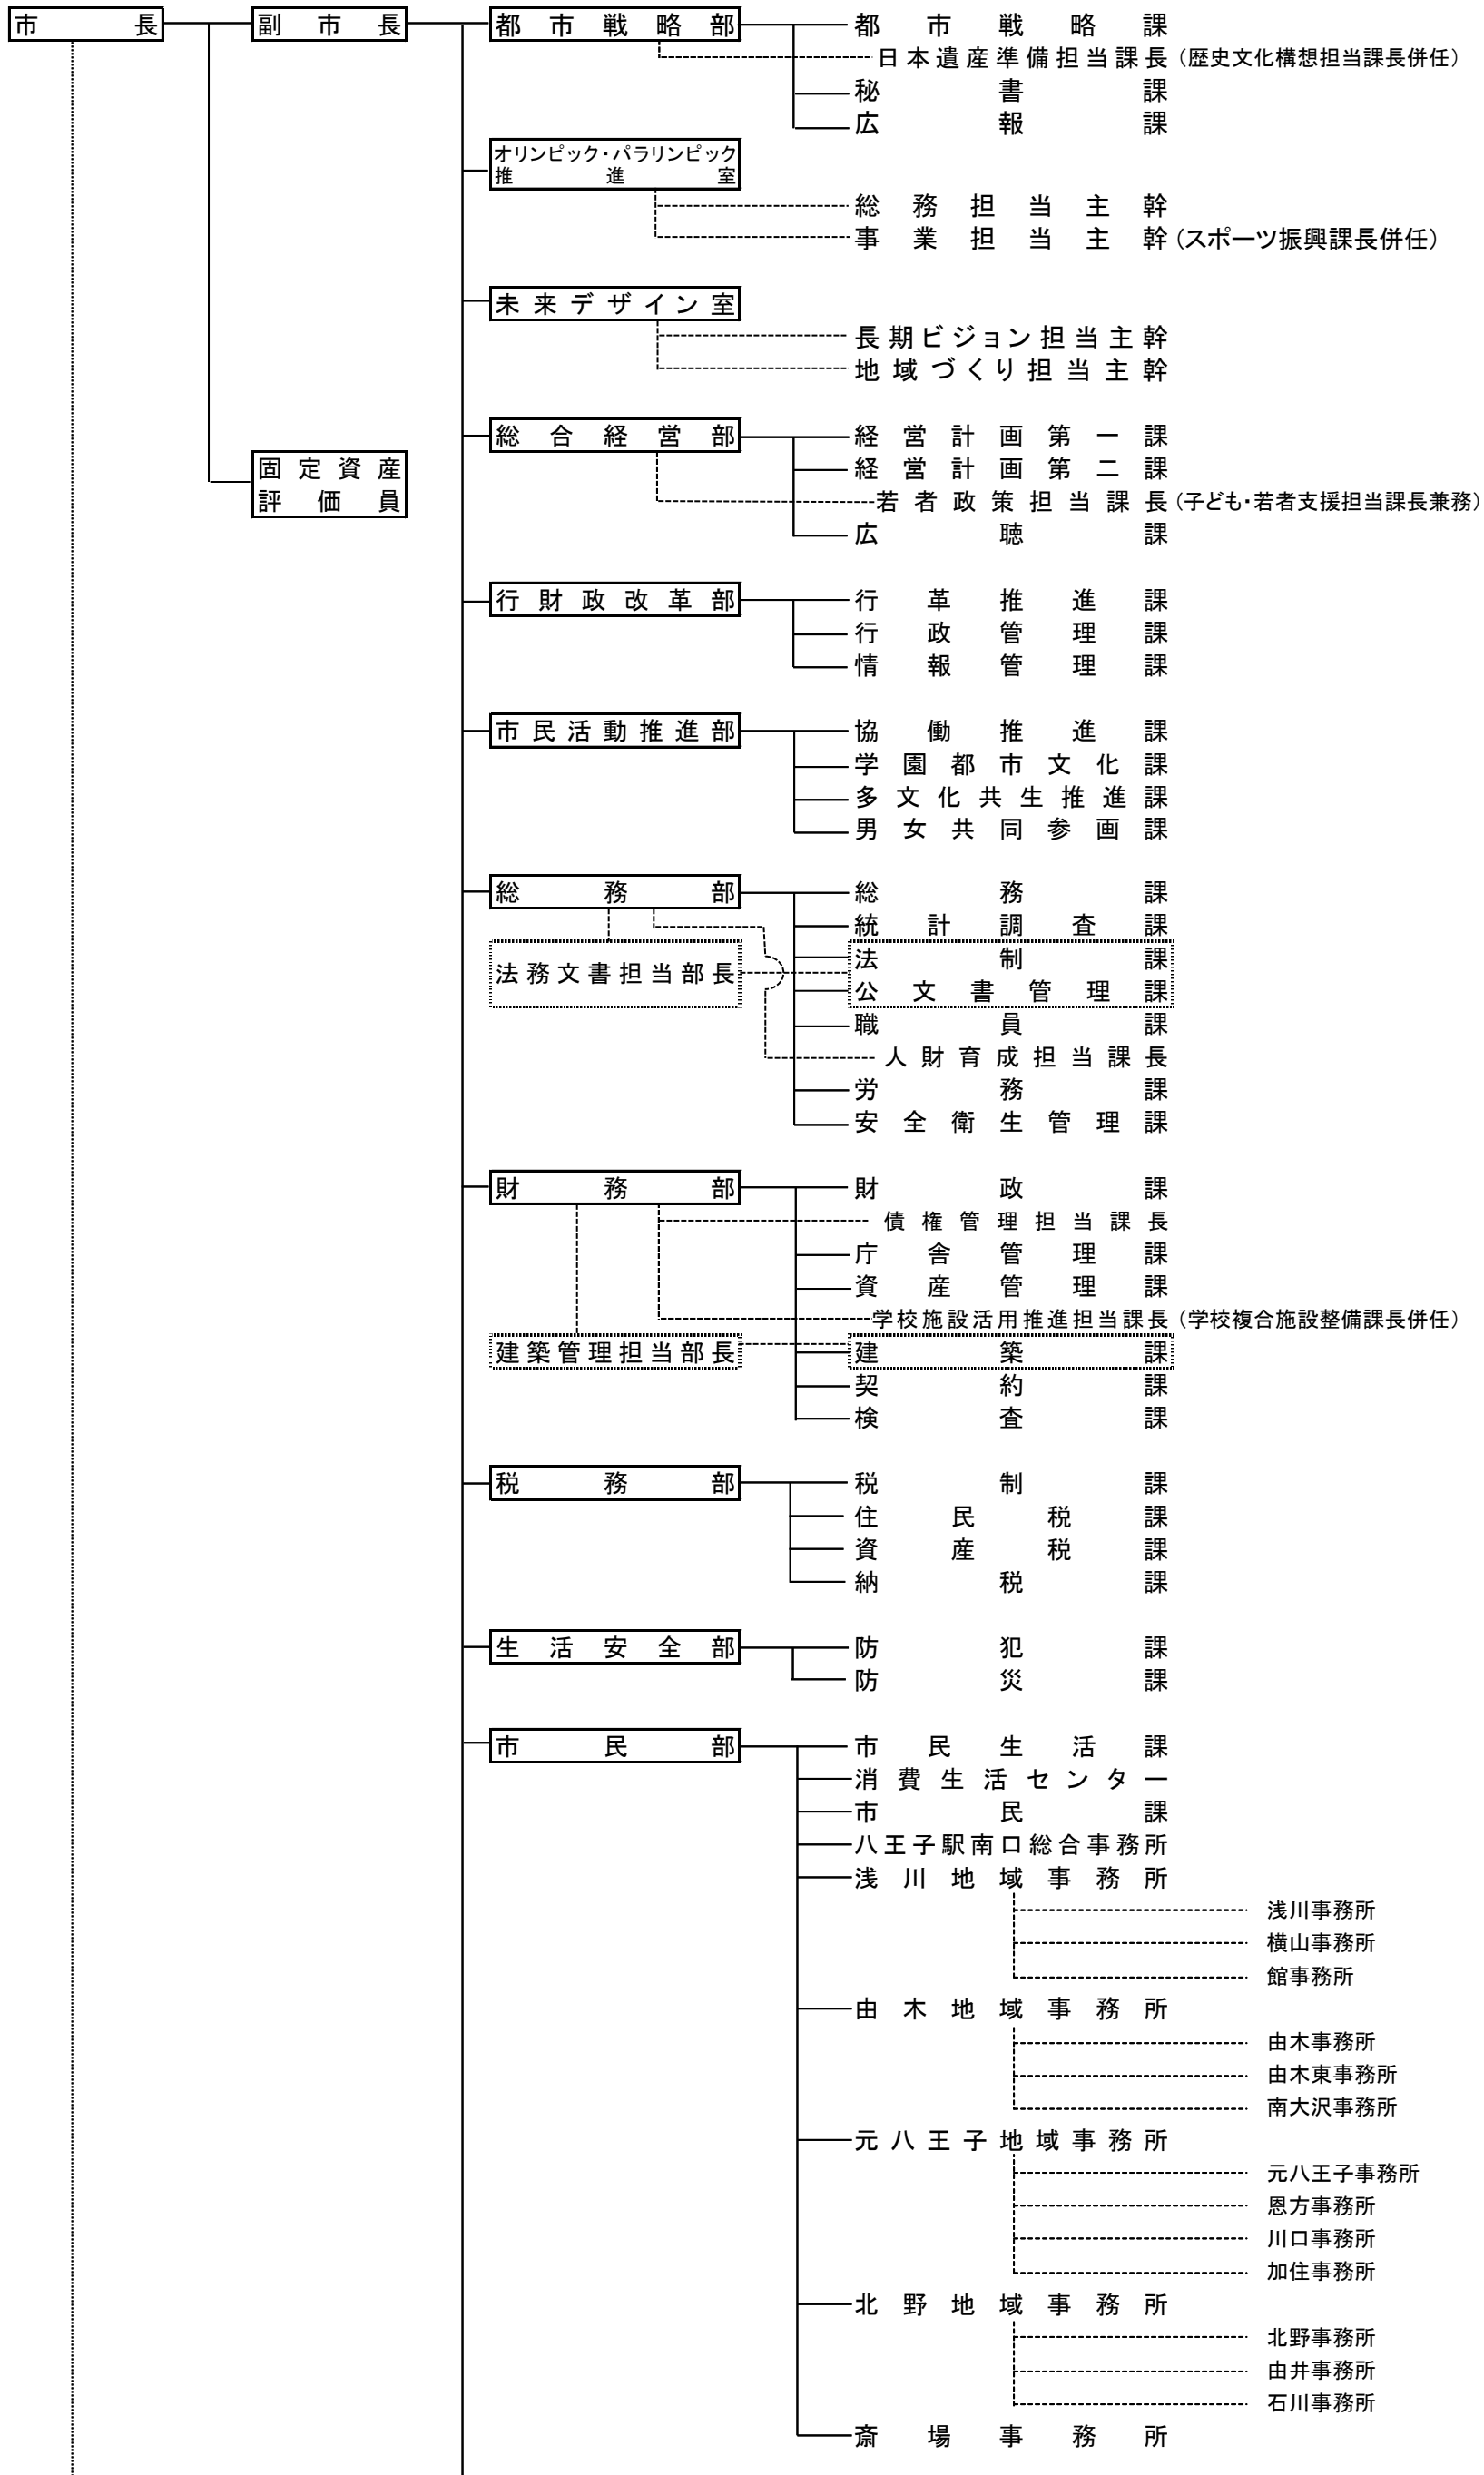 市長 副市長 都市戦略部 都市戦略課
日本遺産準備担当課長(歴史文化構想担当課長併任)
秘書課
広報課
オリンピック・パラリンピック
推進室
総務担当主幹
事業担当主幹(スポーツ振興課長併任)
未来デザイン室
長期ビジョン担当主幹
地域づくり担当主幹
総合経営部 経営計画第一課
固定資産 経営計画第二課
評価員 若者政策担当課長(子ども・若者支援担当課長兼務)
広聴課
行財政改革部 行革推進課
行政管理課
情報管理課
市民活動推進部 協働推進課
学園都市文化課
多文化共生推進課
男女共同参画課
総務部 総務課
統計調査課
法制課
法務文書担当部長
公文書管理課
職員課
人財育成担当課長
労務課
安全衛生管理課
財務部 財政課
債権管理担当課長
庁舎管理課
資産管理課
学校施設活用推進担当課長(学校複合施設整備課長併任)
建築管理担当部長 建築課
契約課
検査課
税務部 税制課
住民税課
資産税課
納税課
生活安全部 防犯課
防災課
市民部 市民生活課
消費生活センター
市民課
八王子駅南口総合事務所
浅川地域事務所
浅川事務所
横山事務所
館事務所
由木地域事務所
由木事務所
由木東事務所
南大沢事務所
元八王子地域事務所
元八王子事務所
恩方事務所
川口事務所
加住事務所
北野地域事務所
北野事務所
由井事務所
石川事務所
斎場事務所